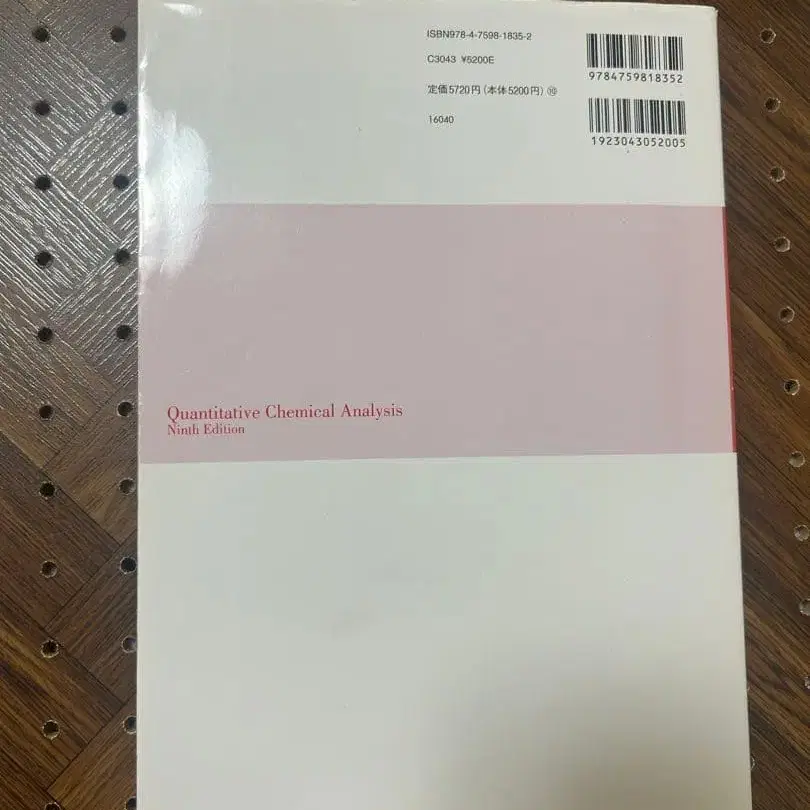 ISBN978-4-7598-1835-2
C3043 ¥5200E
定価5720円(本体5200円)⑩
16040
9784759818352
1923043052005
Quantitative Chemical Analysis
Ninth Edition